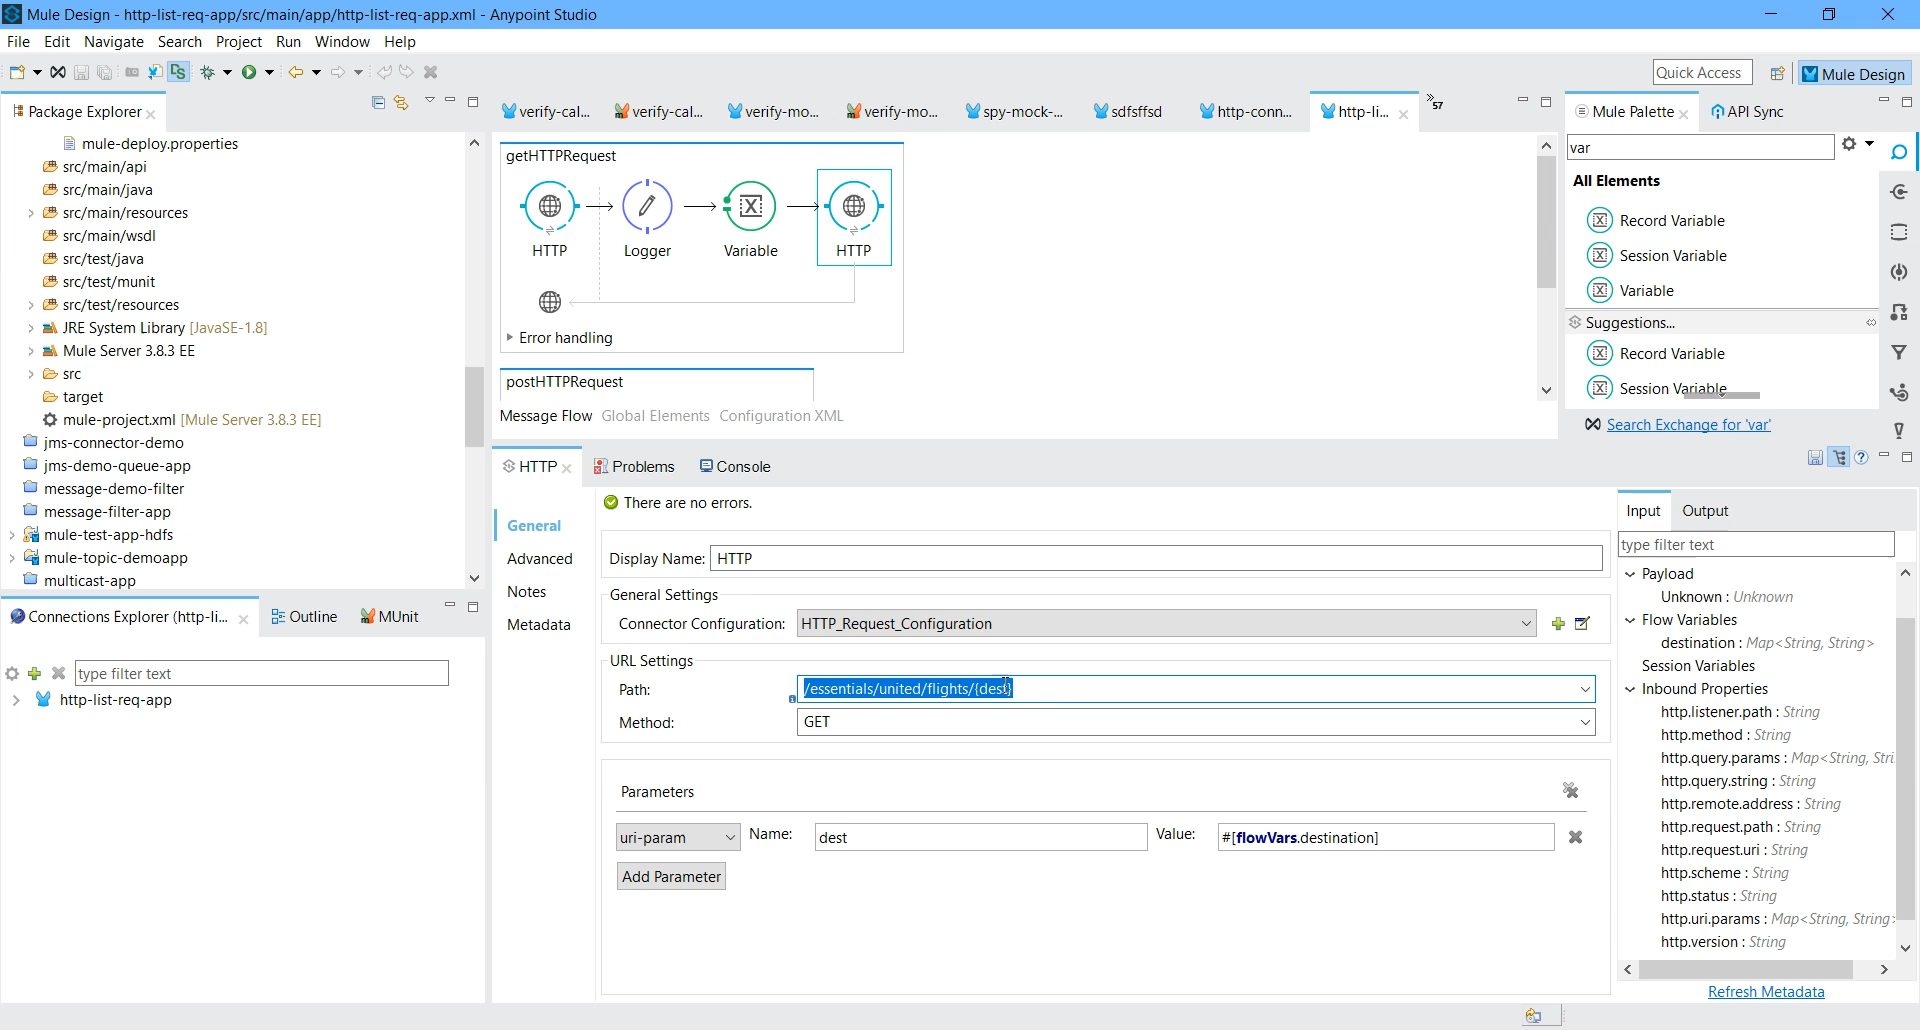 Mule Design - http-list-req-app/src/main/app/http-list-req-app.xml - Anypoint Studio
File Edit Navigate Search Project Run Window Help
Quick Access
Mule Design
Package Explorer
mule-deploy.properties
src/main/api
src/main/java
src/main/resources
src/main/wsdl
src/test/java
src/test/munit
src/test/resources
JRE System Library [JavaSE-1.8]
Mule Server 3.8.3 EE
src
target
mule-project.xml [Mule Server 3.8.3 EE]
jms-connector-demo
jms-demo-queue-app
message-demo-filter
message-filter-app
mule-test-app-hdfs
mule-topic-demoapp
multicast-app
Connections Explorer (http-li... Outline MUnit
type filter text
http-list-req-app
verify-cal... verify-cal... verify-mo... verify-mo... spy-mock-... sdfsffsd http-conn... http-li... »57
getHTTPRequest
HTTP Logger Variable HTTP
Error handling
postHTTPRequest
Message Flow Global Elements Configuration XML
Mule Palette API Sync
var
All Elements
Record Variable
Session Variable
Variable
Suggestions...
Record Variable
Session Variable
Search Exchange for 'var'
HTTP Problems Console
There are no errors.
General
Advanced
Notes
Metadata
Display Name: HTTP
General Settings
Connector Configuration: HTTP_Request_Configuration
URL Settings
Path: /essentials/united/flights/{dest}
Method: GET
Parameters
uri-param Name: dest Value: #[flowVars.destination]
Add Parameter
Input Output
type filter text
Payload
Unknown : Unknown
Flow Variables
destination : Map<String, String>
Session Variables
Inbound Properties
http.listener.path : String
http.method : String
http.query.params : Map<String, Stri
http.query.string : String
http.remote.address : String
http.request.path : String
http.request.uri : String
http.scheme : String
http.status : String
http.uri.params : Map<String, String>
http.version : String
Refresh Metadata